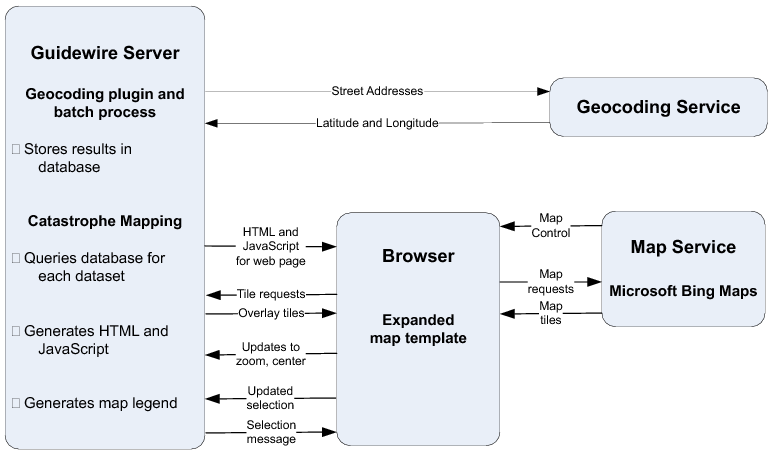 Guidewire Server
Geocoding plugin and
batch process
Stores results in
database
Catastrophe Mapping
Queries database for
each dataset
Generates HTML and
JavaScript
Generates map legend
Street Addresses
Latitude and Longitude
Geocoding Service
HTML and
JavaScript
for web page
Tile requests
Overlay tiles
Updates to
zoom, center
Updated
selection
Selection
message
Browser
Expanded
map template
Map
Control
Map
requests
Map
tiles
Map Service
Microsoft Bing Maps